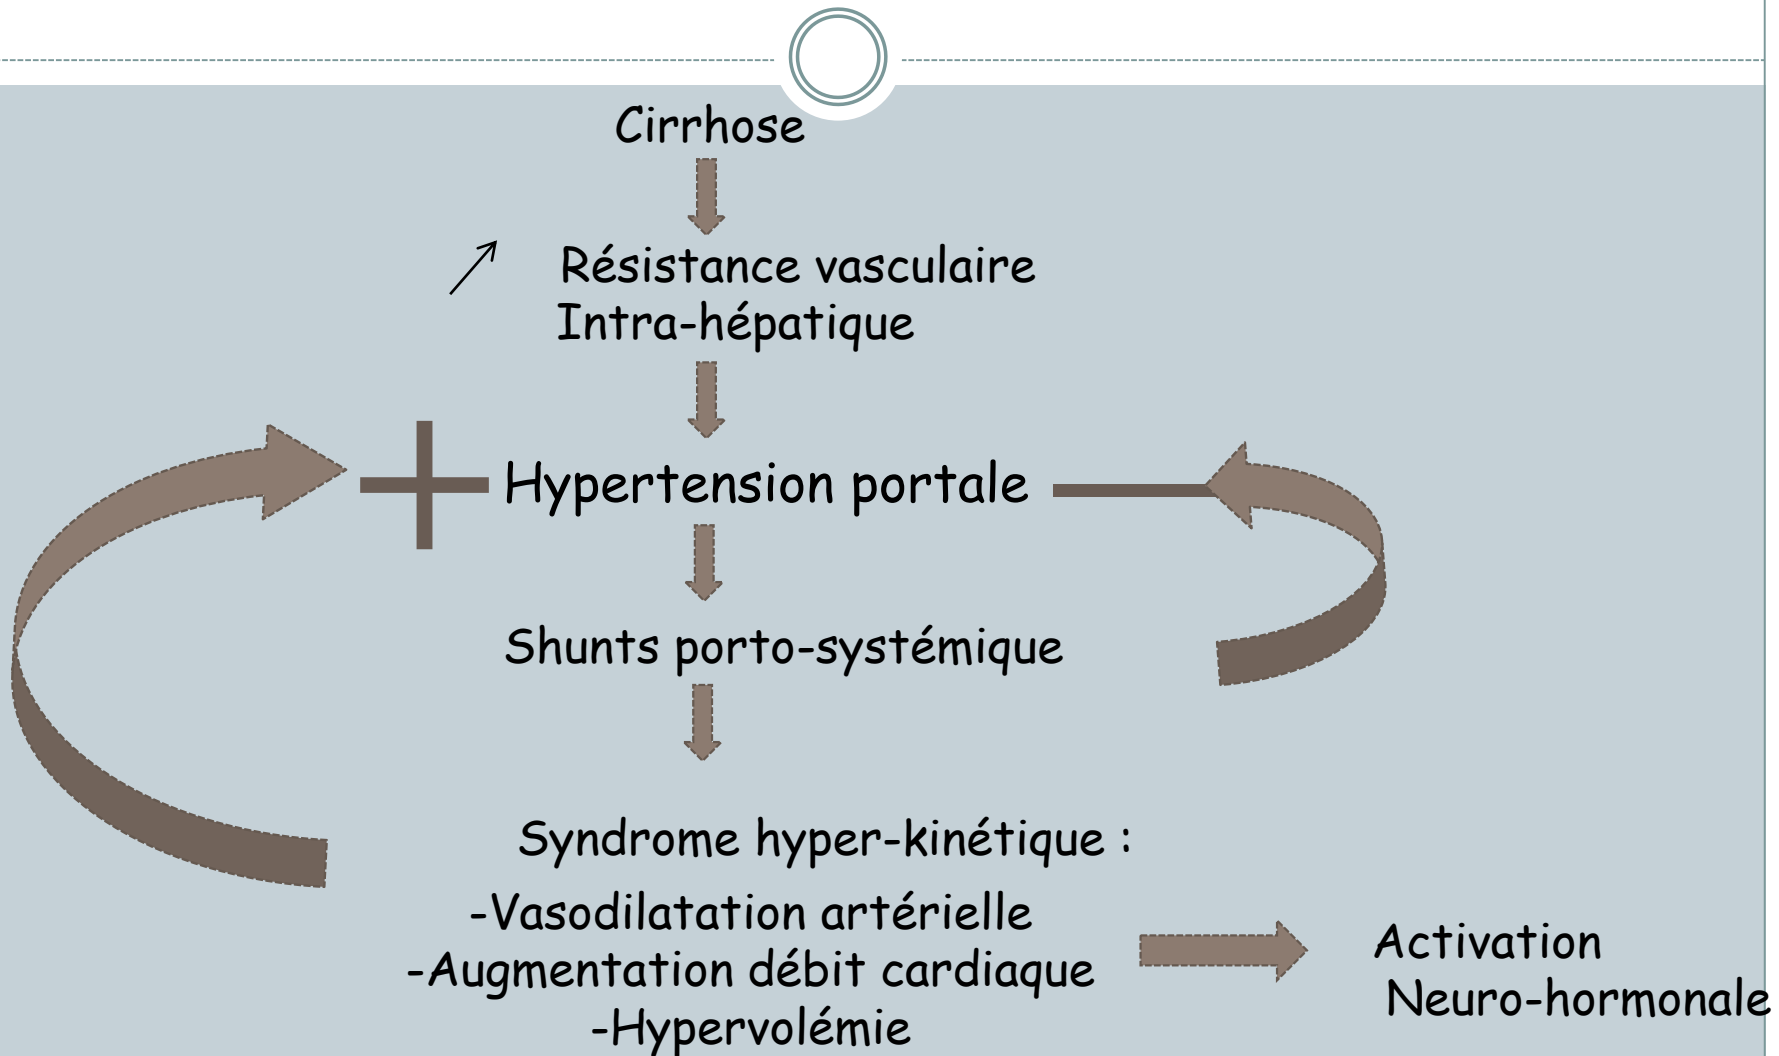 Cirrhose
Résistance vasculaire
Intra-hépatique
Hypertension portale
Shunts porto-systémique
Syndrome hyper-kinétique :
-Vasodilatation artérielle
-Augmentation débit cardiaque
-Hypervolémie
Activation
Neuro-hormonale